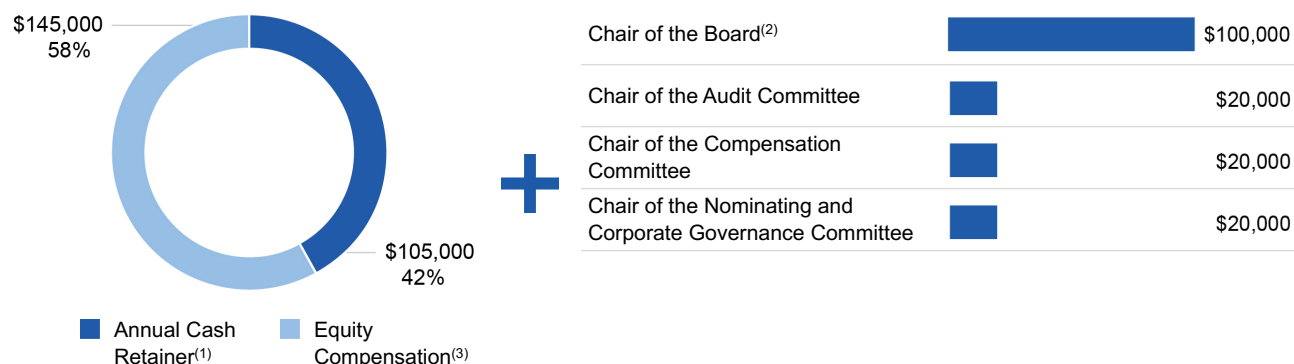 $145,000
58%
$105,000
42%
Annual Cash
Retainer(1)
Equity
Compensation(3)
Chair of the Board(2)
$100,000
Chair of the Audit Committee
$20,000
Chair of the Compensation
Committee
$20,000
Chair of the Nominating and
Corporate Governance Committee
$20,000